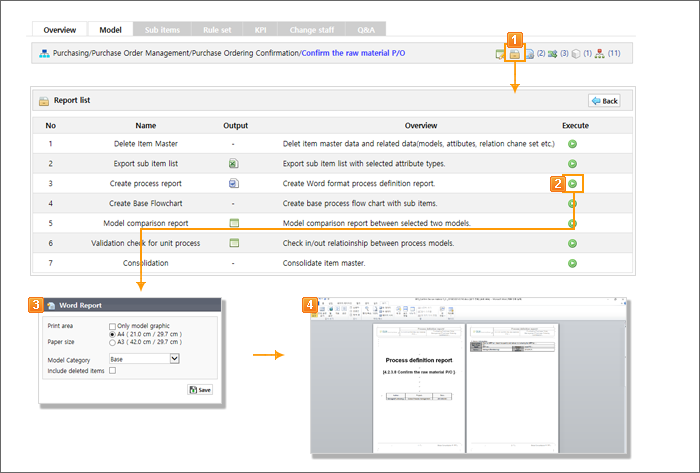 Overview Model Sub items Rule set KPI Change staff Q&A
1
Purchasing/Purchase Order Management/Purchase Ordering Confirmation/Confirm the raw material P/O (2) (3) (1) (11)
Report list Back
No Name Output Overview Execute
1 Delete Item Master - Delet item master data and related data(models, attibutes, relation chane set etc.)
2 Export sub item list Export sub item list with selected attribute types.
3 Create process report Create Word format process definition report. 2
4 Create Base Flowchart - Create base process flow chart with sub items.
5 Model comparison report Model comparison report between selected two models.
6 Validation check for unit process Check in/out relatioinship between process models.
7 Consolidation - Consolidate item master.
3 Word Report
Print area Only model graphic
Paper size A4 ( 21.0 cm / 29.7 cm )
A3 ( 42.0 cm / 29.7 cm )
Model Category Base
Include deleted items
Save
4
Process definition report
[4.2.3.9 Confirm the raw material P/O ]